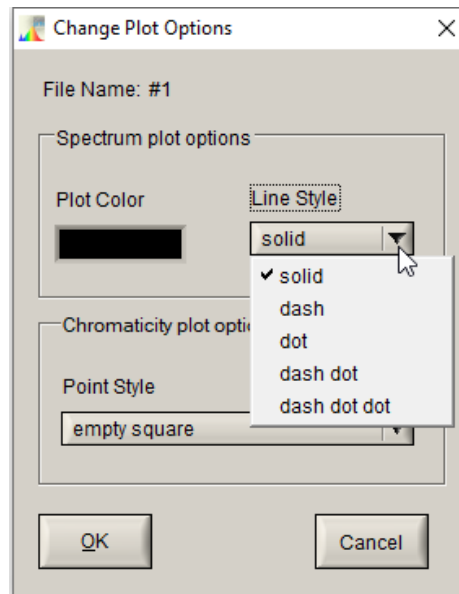 Change Plot Options
File Name: #1
Spectrum plot options
Plot Color
Line Style
solid
solid
dash
dot
dash dot
dash dot dot
Chromaticity plot opti
Point Style
empty square
OK
Cancel